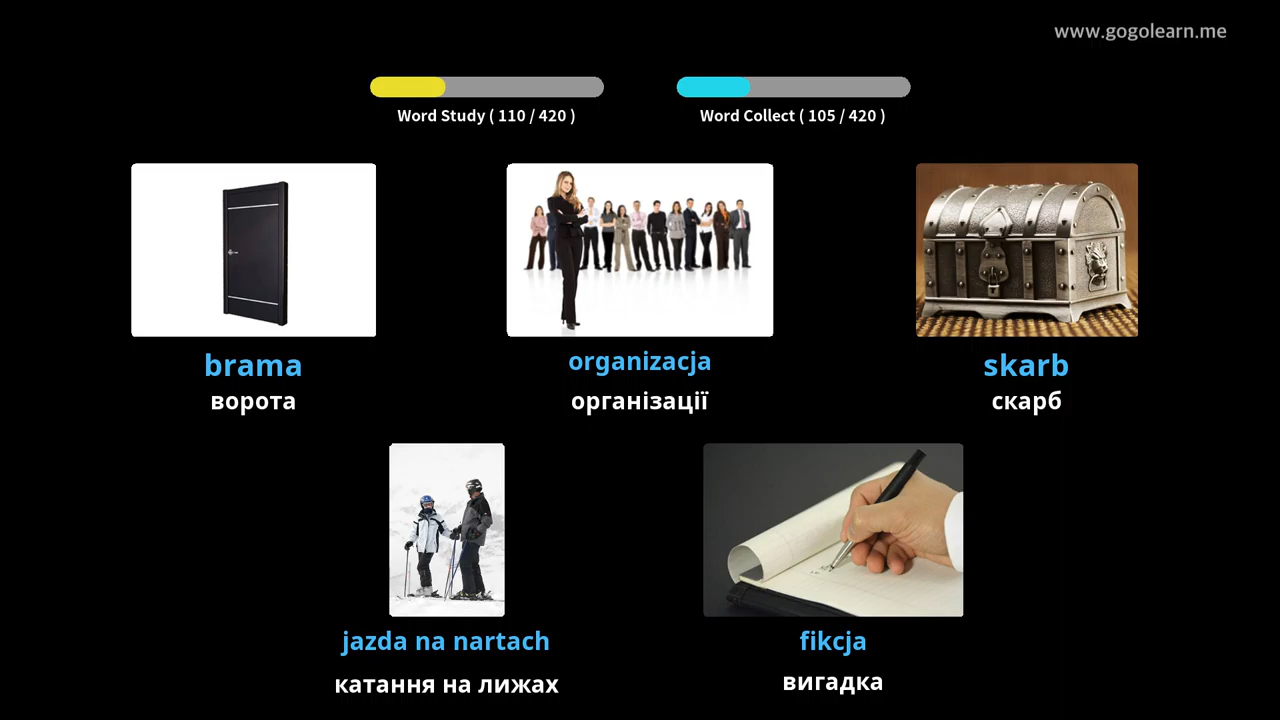 www.gogolearn.me
Word Study ( 110 / 420 )
Word Collect ( 105 / 420 )
brama
ворота
organizacja
організації
skarb
скарб
jazda na nartach
катання на лижах
fikcja
вигадка